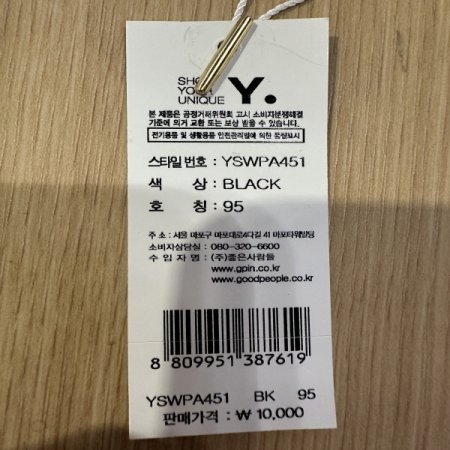 SHOW
YOUR
UNIQUE
Y.
본 제품은 공정거래위원회 고시 소비자분쟁해결
기준에 의거 교환 또는 보상 받을 수 있습니다.
전기용품 및 생활용품 안전관리법에 의한 품질표시
스타일번호 : YSWPA451
색 상 : BLACK
호 칭 : 95
주 소 : 서울 마포구 마포대로4다길 41 마포타워빌딩
소비자상담실 : 080-320-6600
수 입 자 명 : (주)좋은사람들
www.gpin.co.kr
www.goodpeople.co.kr
8 809951 387619
YSWPA451 BK 95
판매가격 : ₩ 10,000